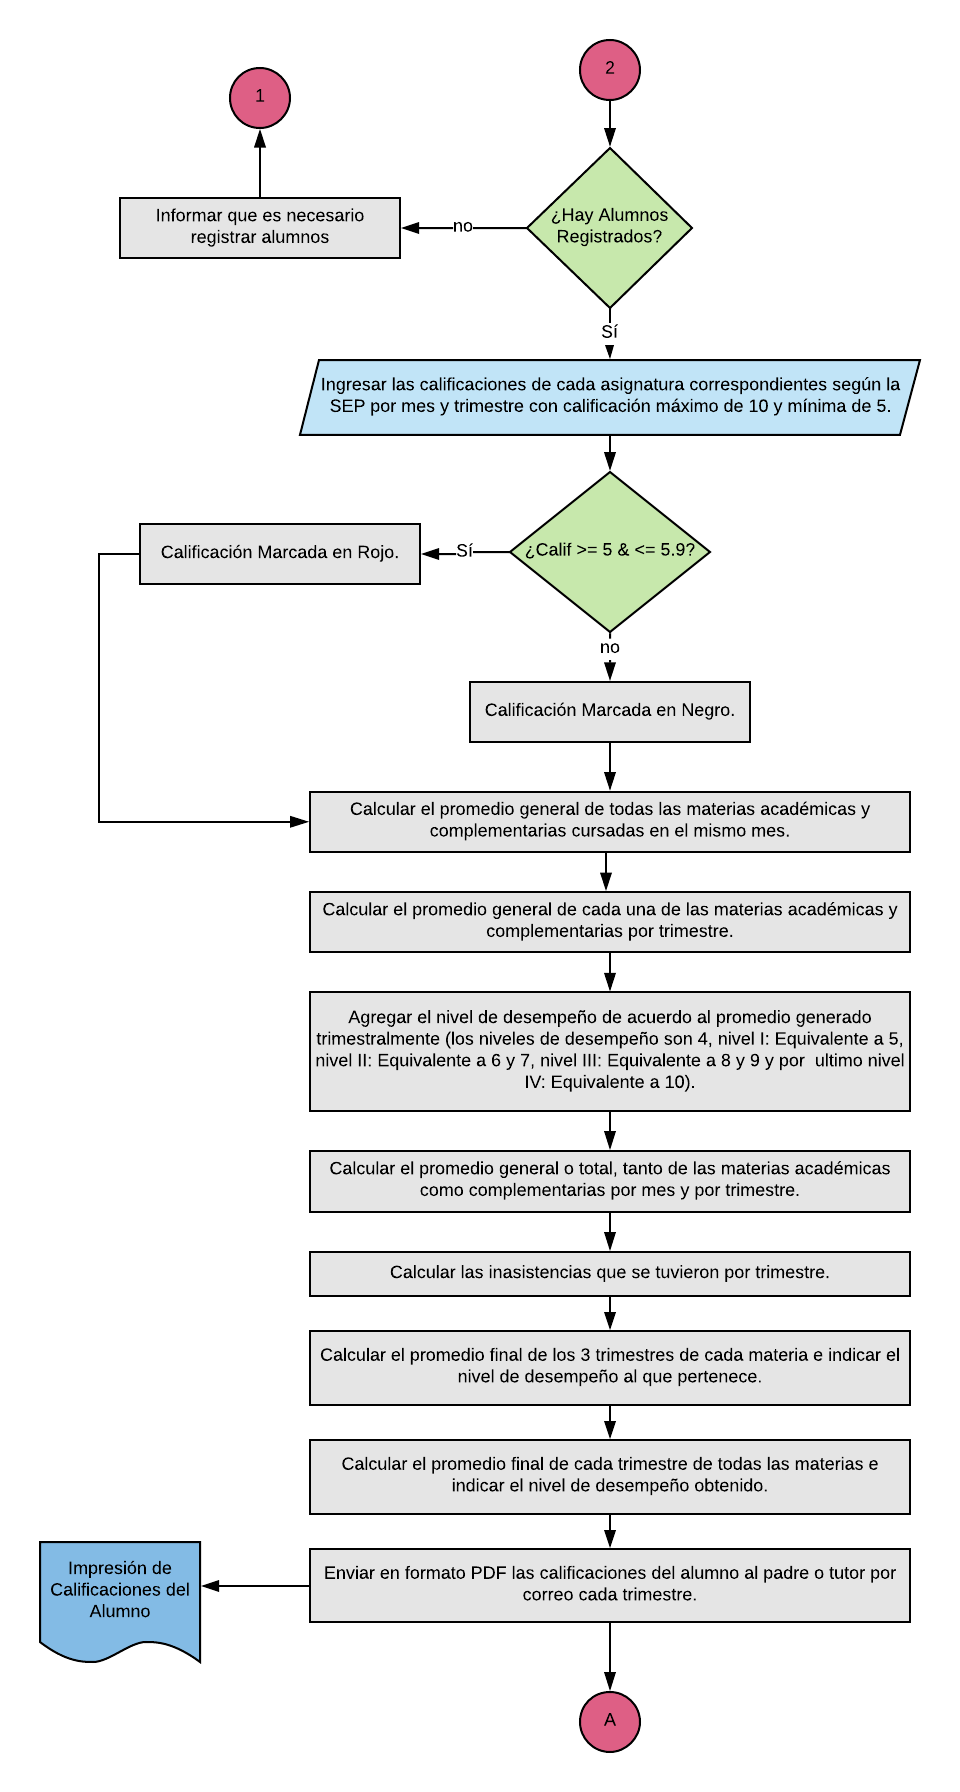 2
1
¿Hay Alumnos
Registrados?
no
Informar que es necesario
registrar alumnos
Sí
Ingresar las calificaciones de cada asignatura correspondientes según la
SEP por mes y trimestre con calificación máximo de 10 y mínima de 5.
¿Calif >= 5 & <= 5.9?
Sí
Calificación Marcada en Rojo.
no
Calificación Marcada en Negro.
Calcular el promedio general de todas las materias académicas y
complementarias cursadas en el mismo mes.
Calcular el promedio general de cada una de las materias académicas y
complementarias por trimestre.
Agregar el nivel de desempeño de acuerdo al promedio generado
trimestralmente (los niveles de desempeño son 4, nivel I: Equivalente a 5,
nivel II: Equivalente a 6 y 7, nivel III: Equivalente a 8 y 9 y por  ultimo nivel
IV: Equivalente a 10).
Calcular el promedio general o total, tanto de las materias académicas
como complementarias por mes y por trimestre.
Calcular las inasistencias que se tuvieron por trimestre.
Calcular el promedio final de los 3 trimestres de cada materia e indicar el
nivel de desempeño al que pertenece.
Calcular el promedio final de cada trimestre de todas las materias e
indicar el nivel de desempeño obtenido.
Enviar en formato PDF las calificaciones del alumno al padre o tutor por
correo cada trimestre.
Impresión de
Calificaciones del
Alumno
A